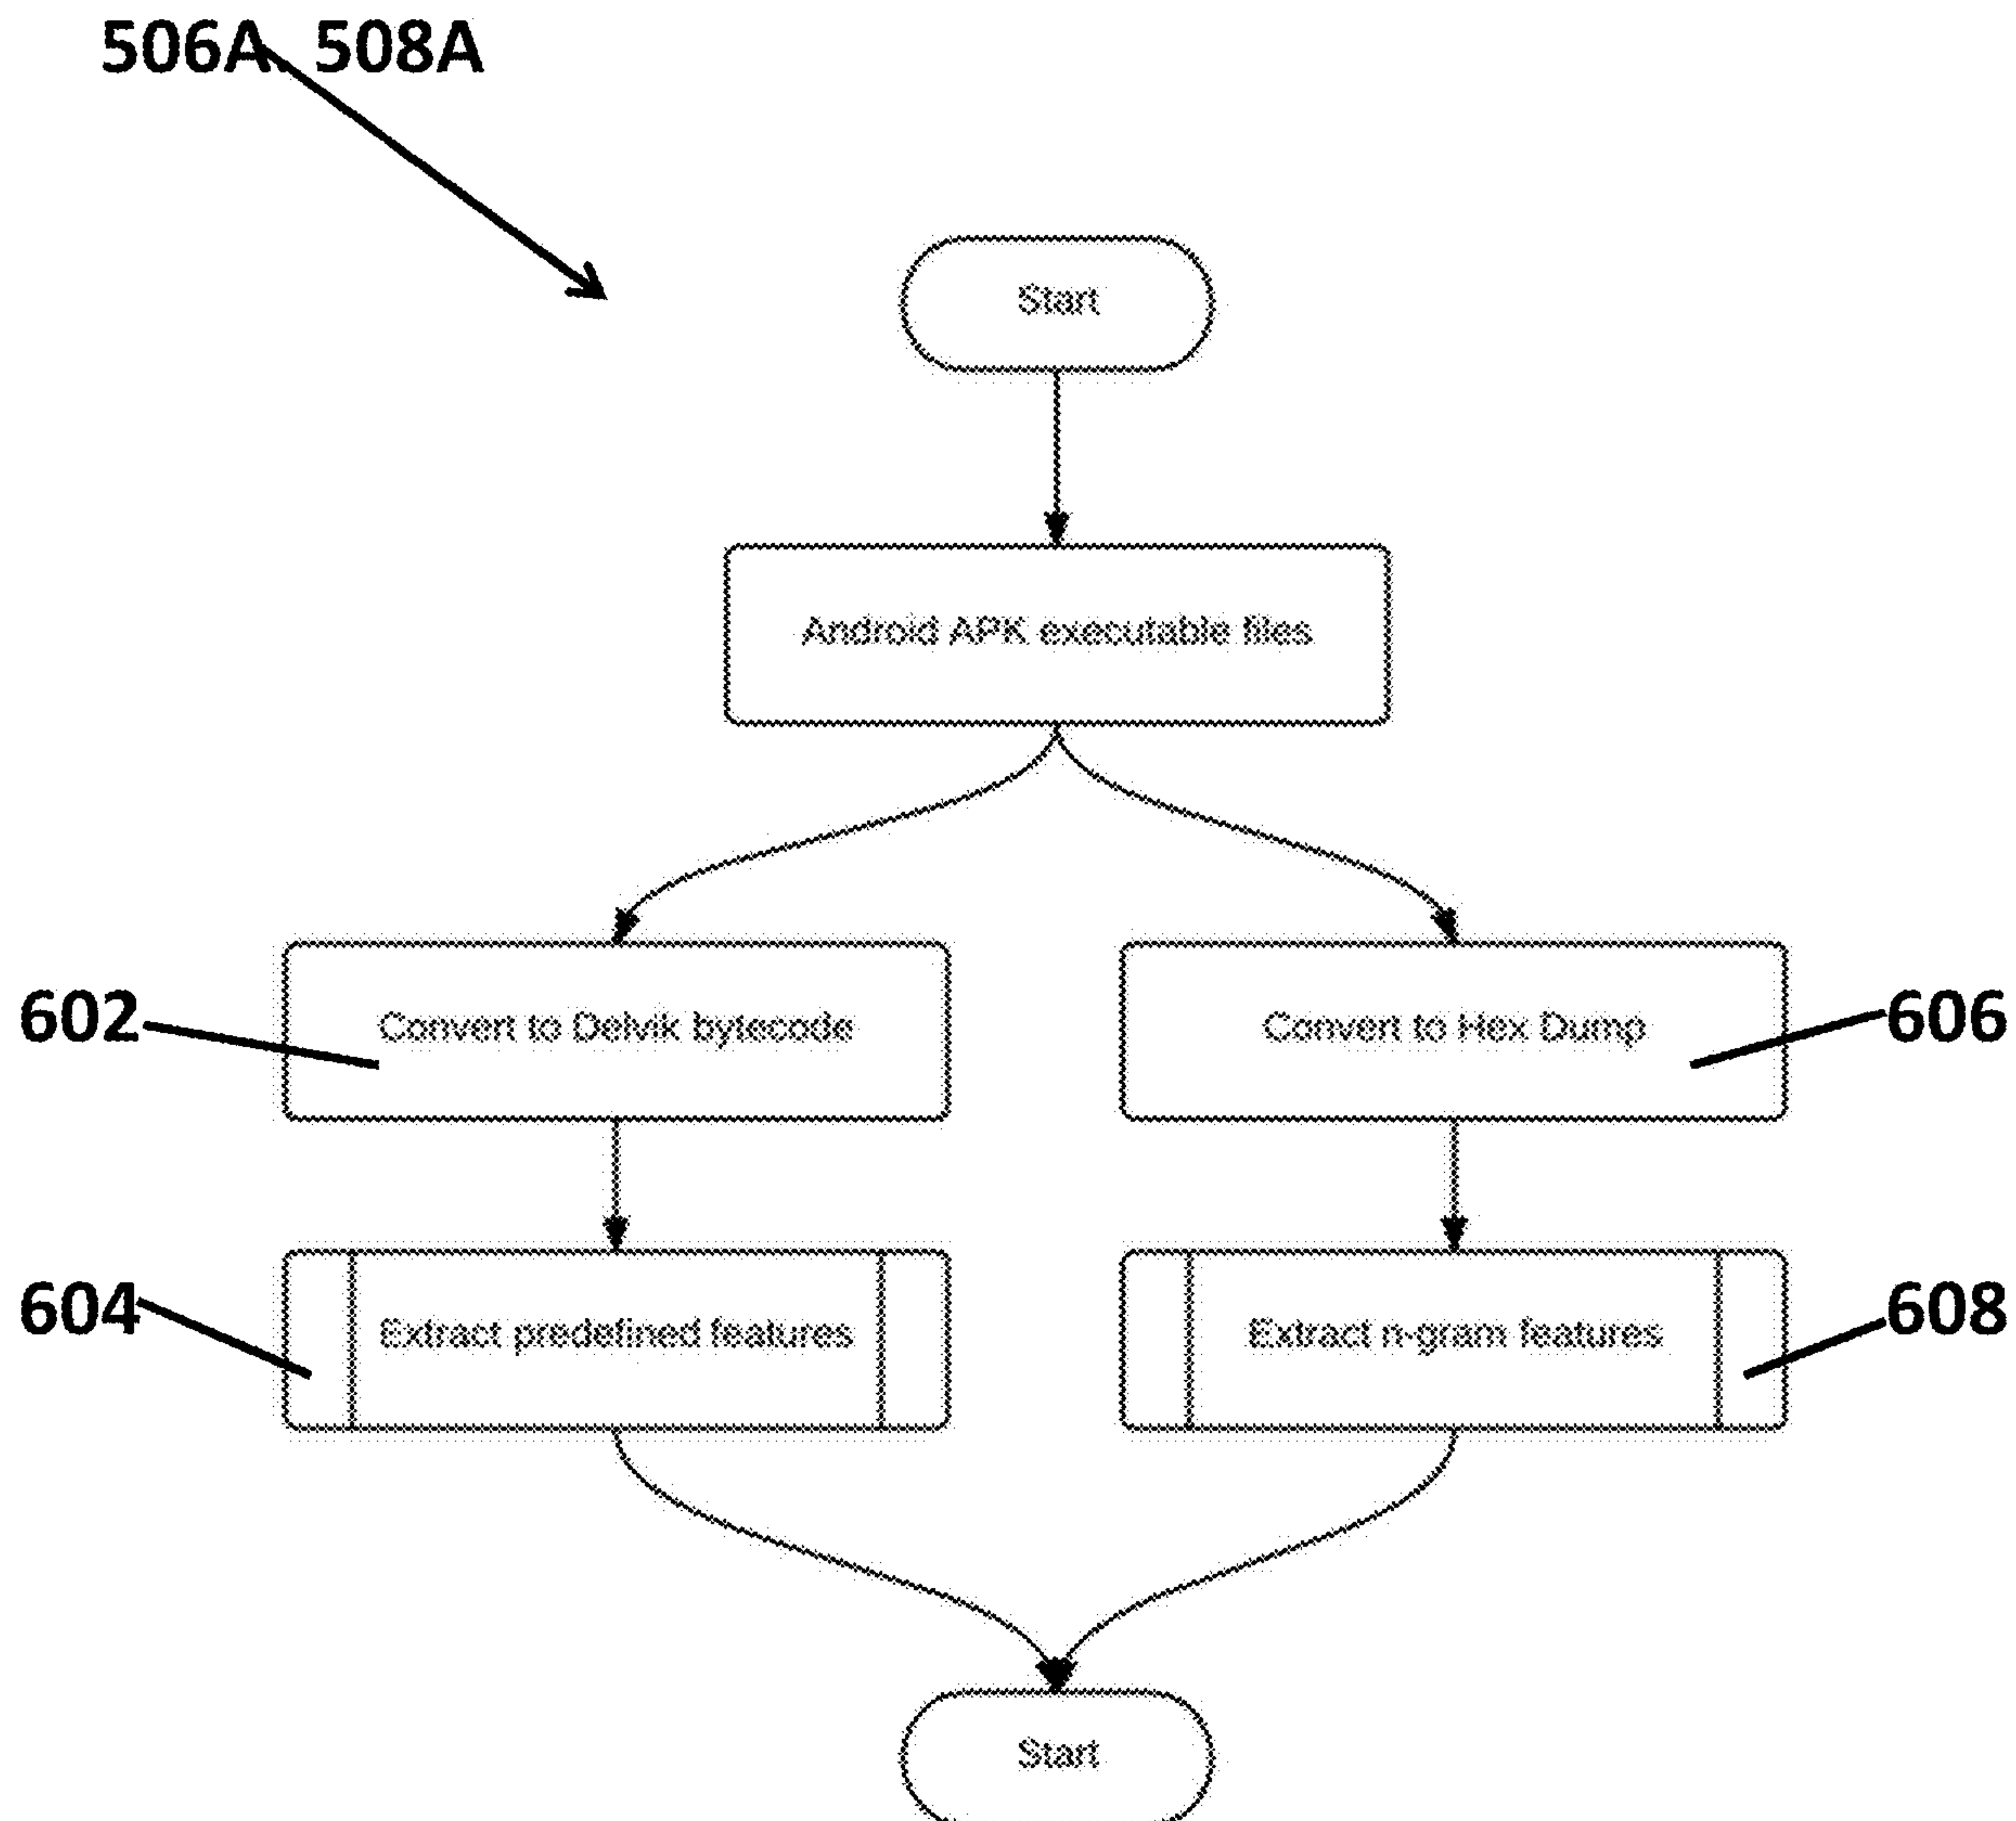 506A, 508A
Start
Android APK executable files
602
Convert to Delvik bytecode
Convert to Hex Dump
606
604
Extract predefined features
Extract n-gram features
608
Start